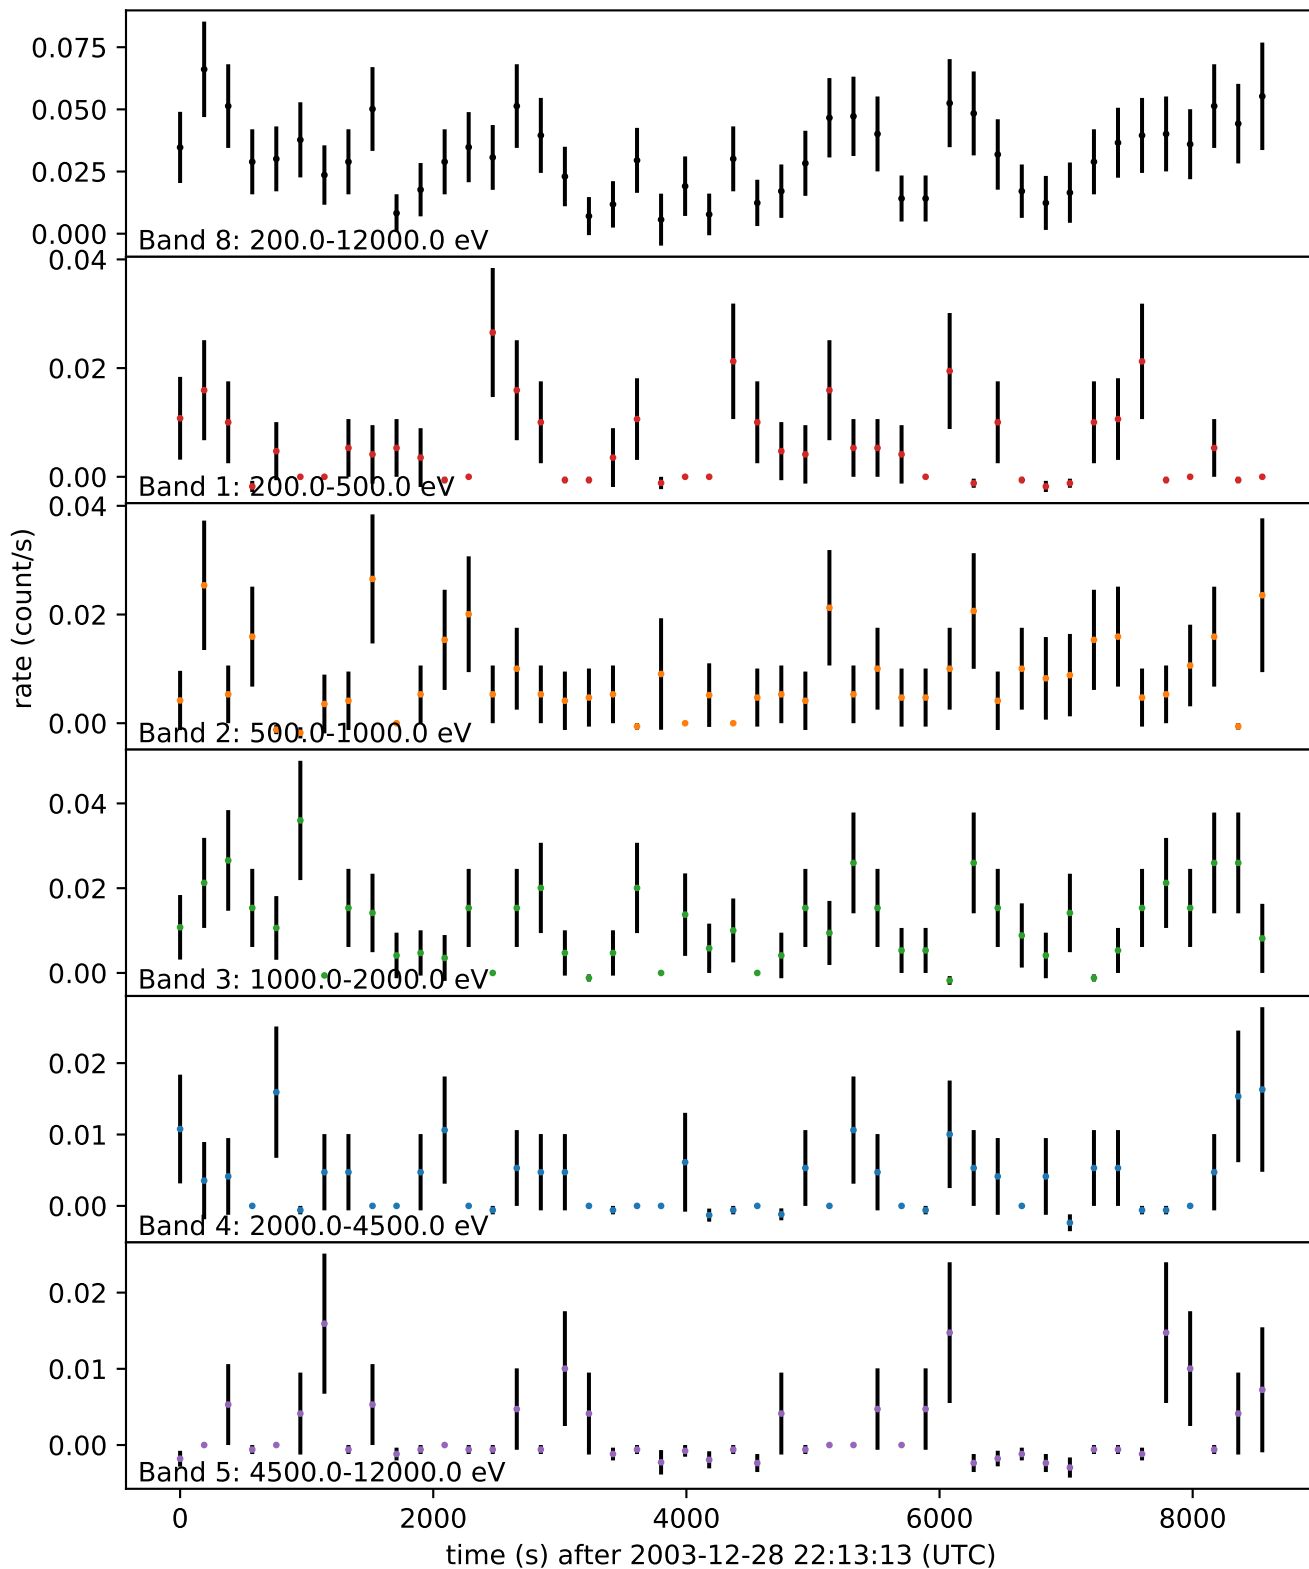 0.075
0.050
0.025
0.000
Band 8: 200.0-12000.0 eV
0.04
0.02
0.00
Band 1: 200.0-500.0 eV
0.04
0.02
0.00
Band 2: 500.0-1000.0 eV
rate (count/s)
0.04
0.02
0.00
Band 3: 1000.0-2000.0 eV
0.02
0.01
0.00
Band 4: 2000.0-4500.0 eV
0.02
0.01
0.00
Band 5: 4500.0-12000.0 eV
0 2000 4000 6000 8000
time (s) after 2003-12-28 22:13:13 (UTC)